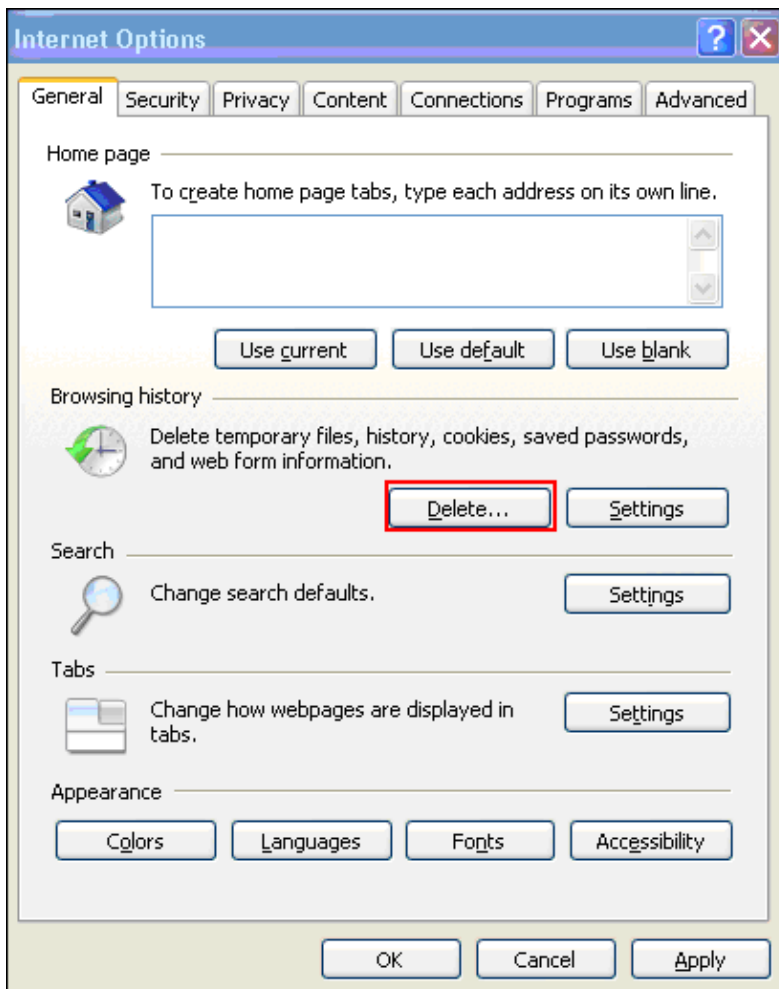 Internet Options
?
General Security Privacy Content Connections Programs Advanced
Home page
To create home page tabs, type each address on its own line.
Use current Use default Use blank
Browsing history
Delete temporary files, history, cookies, saved passwords,
and web form information.
Delete... Settings
Search
Change search defaults. Settings
Tabs
Change how webpages are displayed in
tabs.
Settings
Appearance
Colors Languages Fonts Accessibility
OK Cancel Apply